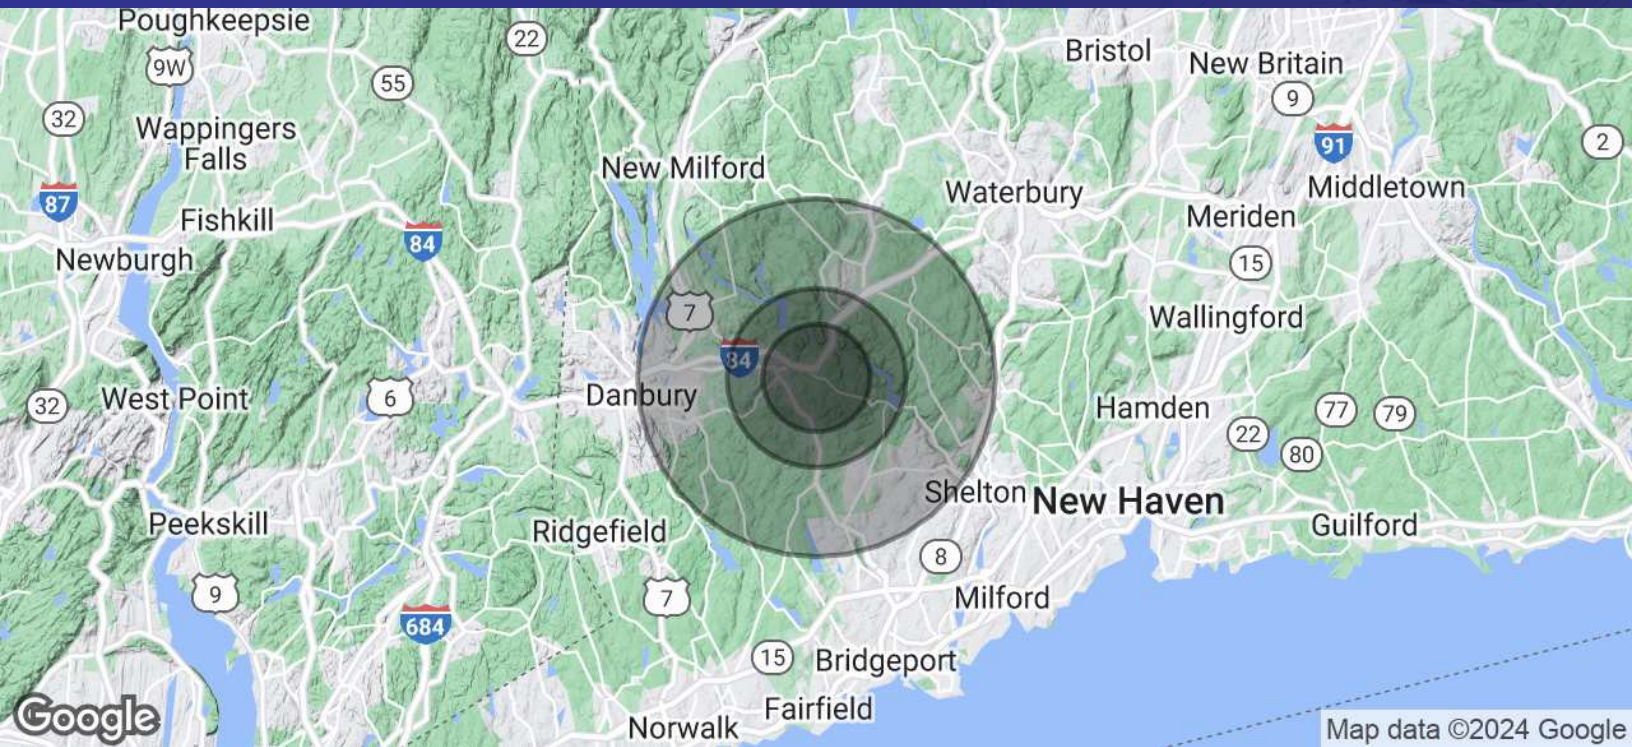 Poughkeepsie
22
Bristol
New Britain
9W
55
9
32
Wappingers
Falls
91
2
New Milford
Waterbury
Middletown
87
Fishkill
Meriden
84
Newburgh
15
7
Wallingford
84
Danbury
West Point
6
32
Hamden
77
79
22
80
Shelton
New Haven
Peekskill
Ridgefield
Guilford
8
9
7
Milford
684
15
Bridgeport
Fairfield
Google
Norwalk
Map data ©2024 Google